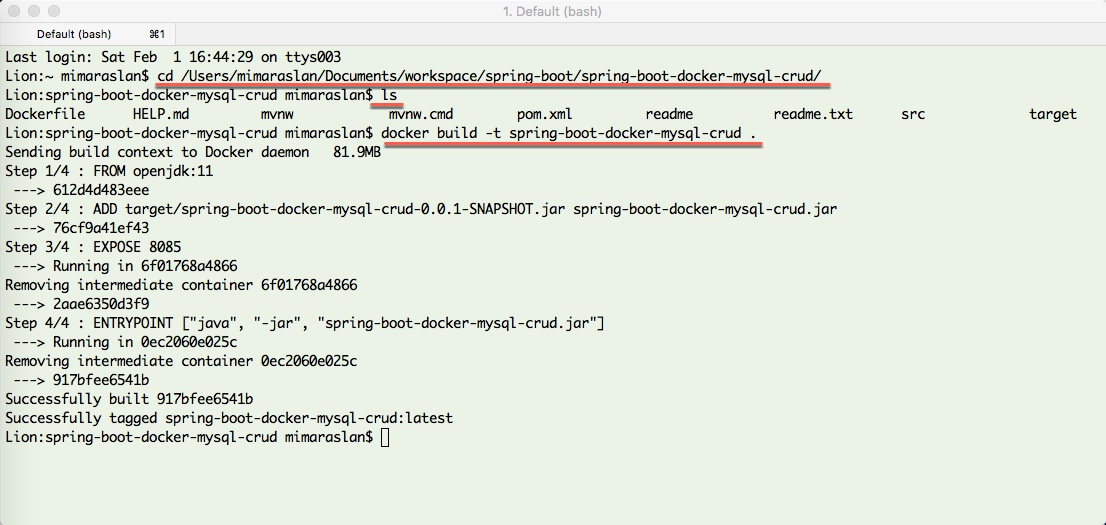 1. Default (bash)
Default (bash) ⌘1
Last login: Sat Feb  1 16:44:29 on ttys003
Lion:~ mimaraslan$ cd /Users/mimaraslan/Documents/workspace/spring-boot/spring-boot-docker-mysql-crud/
Lion:spring-boot-docker-mysql-crud mimaraslan$ ls
Dockerfile      HELP.md         mvnw            mvnw.cmd        pom.xml         readme          readme.txt      src             target
Lion:spring-boot-docker-mysql-crud mimaraslan$ docker build -t spring-boot-docker-mysql-crud .
Sending build context to Docker daemon   81.9MB
Step 1/4 : FROM openjdk:11
 ---> 612d4d483eee
Step 2/4 : ADD target/spring-boot-docker-mysql-crud-0.0.1-SNAPSHOT.jar spring-boot-docker-mysql-crud.jar
 ---> 76cf9a41ef43
Step 3/4 : EXPOSE 8085
 ---> Running in 6f01768a4866
Removing intermediate container 6f01768a4866
 ---> 2aae6350d3f9
Step 4/4 : ENTRYPOINT ["java", "-jar", "spring-boot-docker-mysql-crud.jar"]
 ---> Running in 0ec2060e025c
Removing intermediate container 0ec2060e025c
 ---> 917bfee6541b
Successfully built 917bfee6541b
Successfully tagged spring-boot-docker-mysql-crud:latest
Lion:spring-boot-docker-mysql-crud mimaraslan$